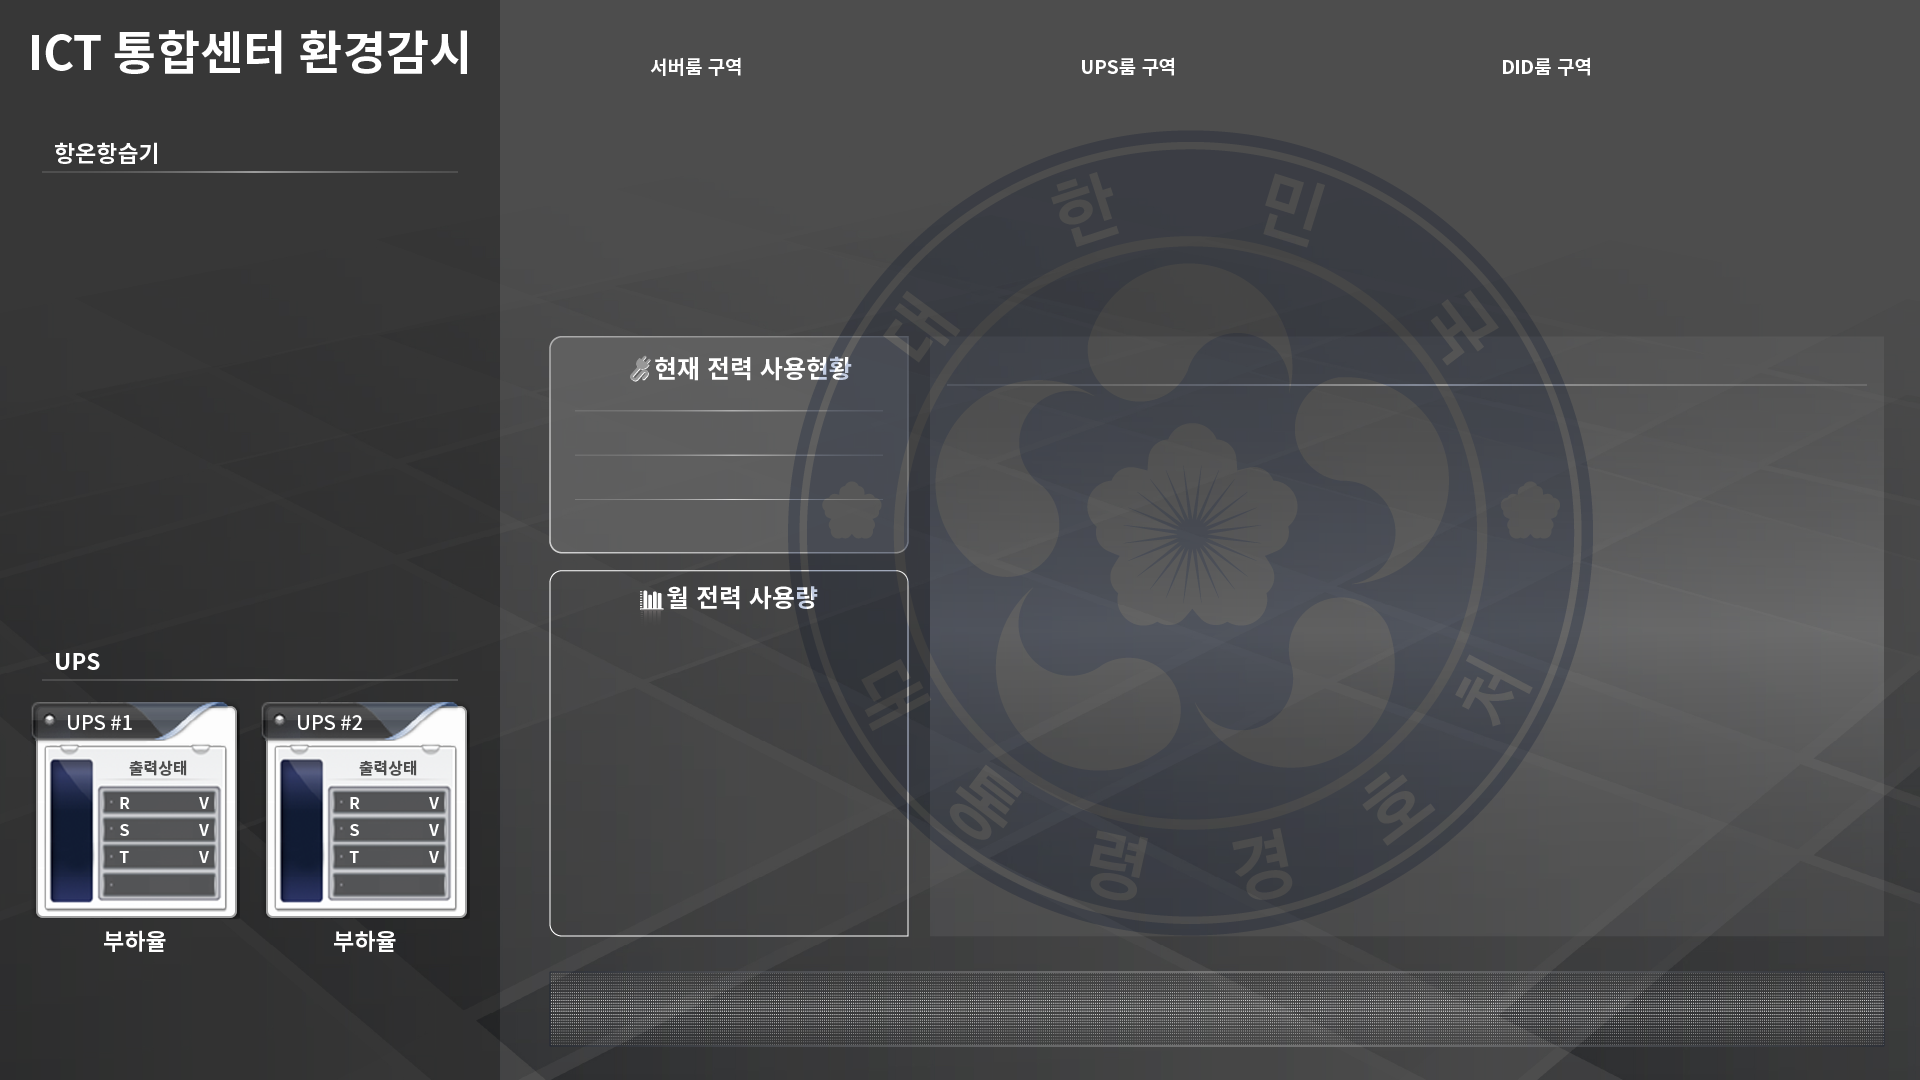 ICT 통합센터 환경감시
서버룸 구역
UPS룸 구역
DID룸 구역
항온항습기
대한민국
대통령경호처
현재 전력 사용현황
월 전력 사용량
UPS
UPS #1
출력상태
R V
S V
T V
부하율
UPS #2
출력상태
R V
S V
T V
부하율